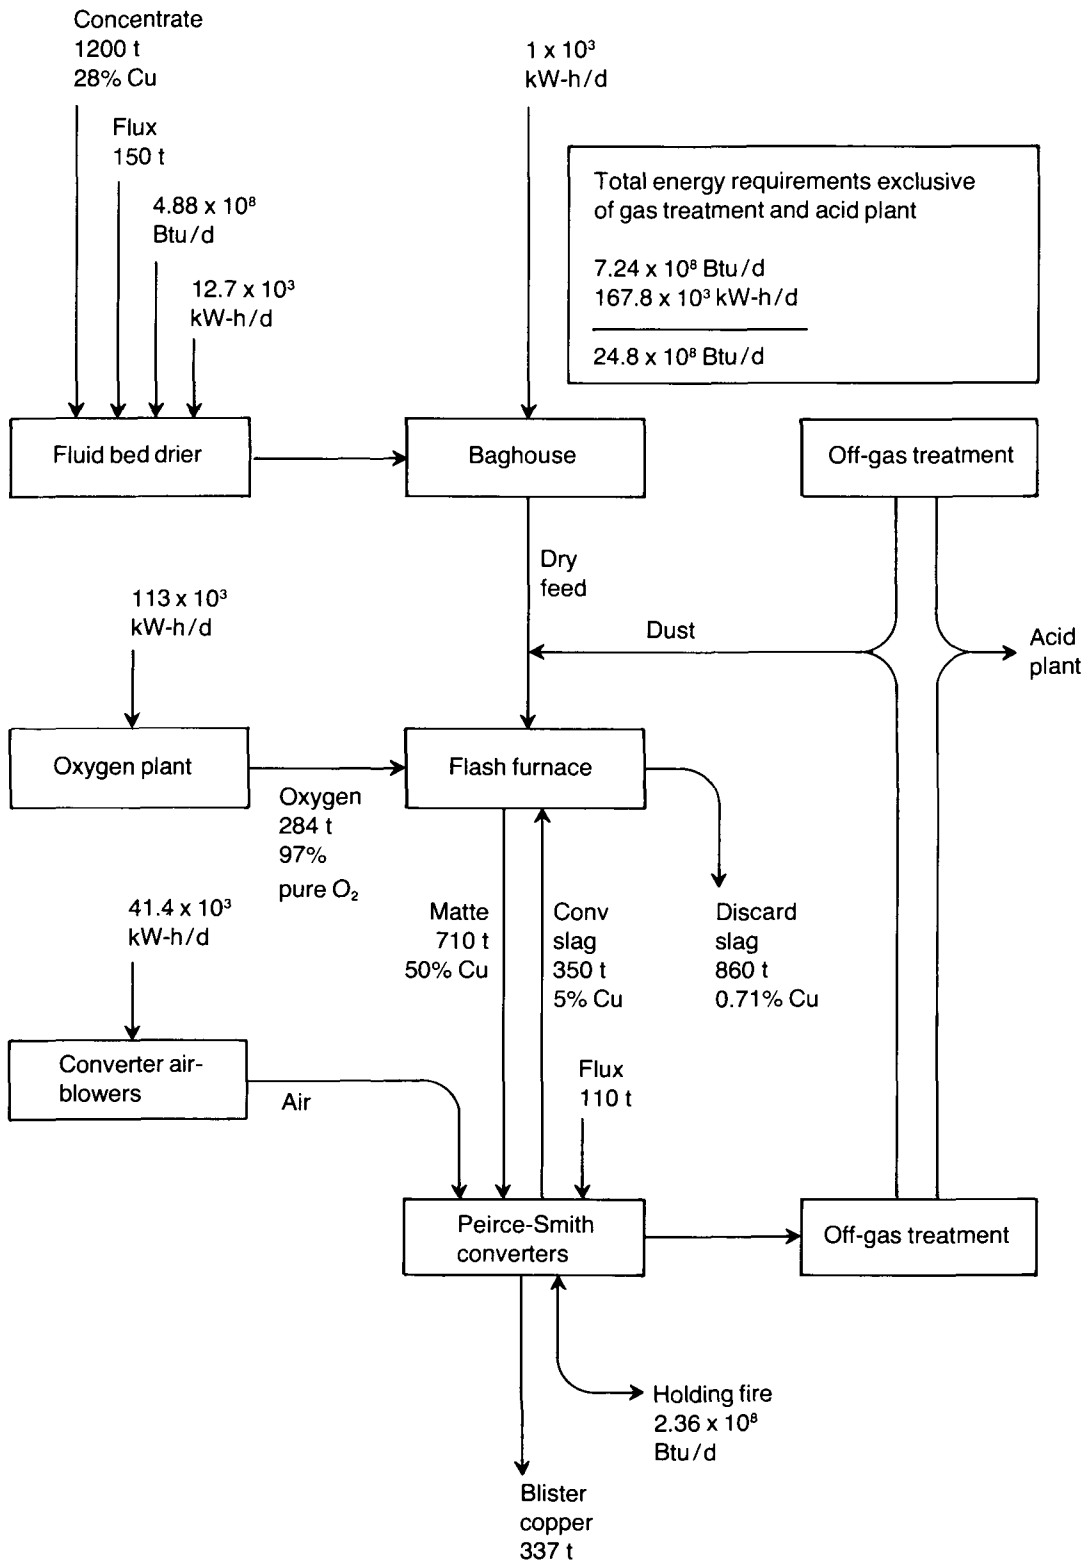 Concentrate
1200 t
28% Cu
Flux
150 t
4.88 x 10⁸
Btu/d
12.7 x 10³
kW-h/d
1 x 10³
kW-h/d
Total energy requirements exclusive
of gas treatment and acid plant
7.24 x 10⁸ Btu/d
167.8 x 10³ kW-h/d
24.8 x 10⁸ Btu/d
Fluid bed drier
Baghouse
Off-gas treatment
Dry
feed
Dust
Acid
plant
113 x 10³
kW-h/d
Oxygen plant
Flash furnace
Oxygen
284 t
97%
pure O₂
41.4 x 10³
kW-h/d
Matte
710 t
50% Cu
Conv
slag
350 t
5% Cu
Discard
slag
860 t
0.71% Cu
Converter air-
blowers
Air
Flux
110 t
Peirce-Smith
converters
Off-gas treatment
Holding fire
2.36 x 10⁸
Btu/d
Blister
copper
337 t